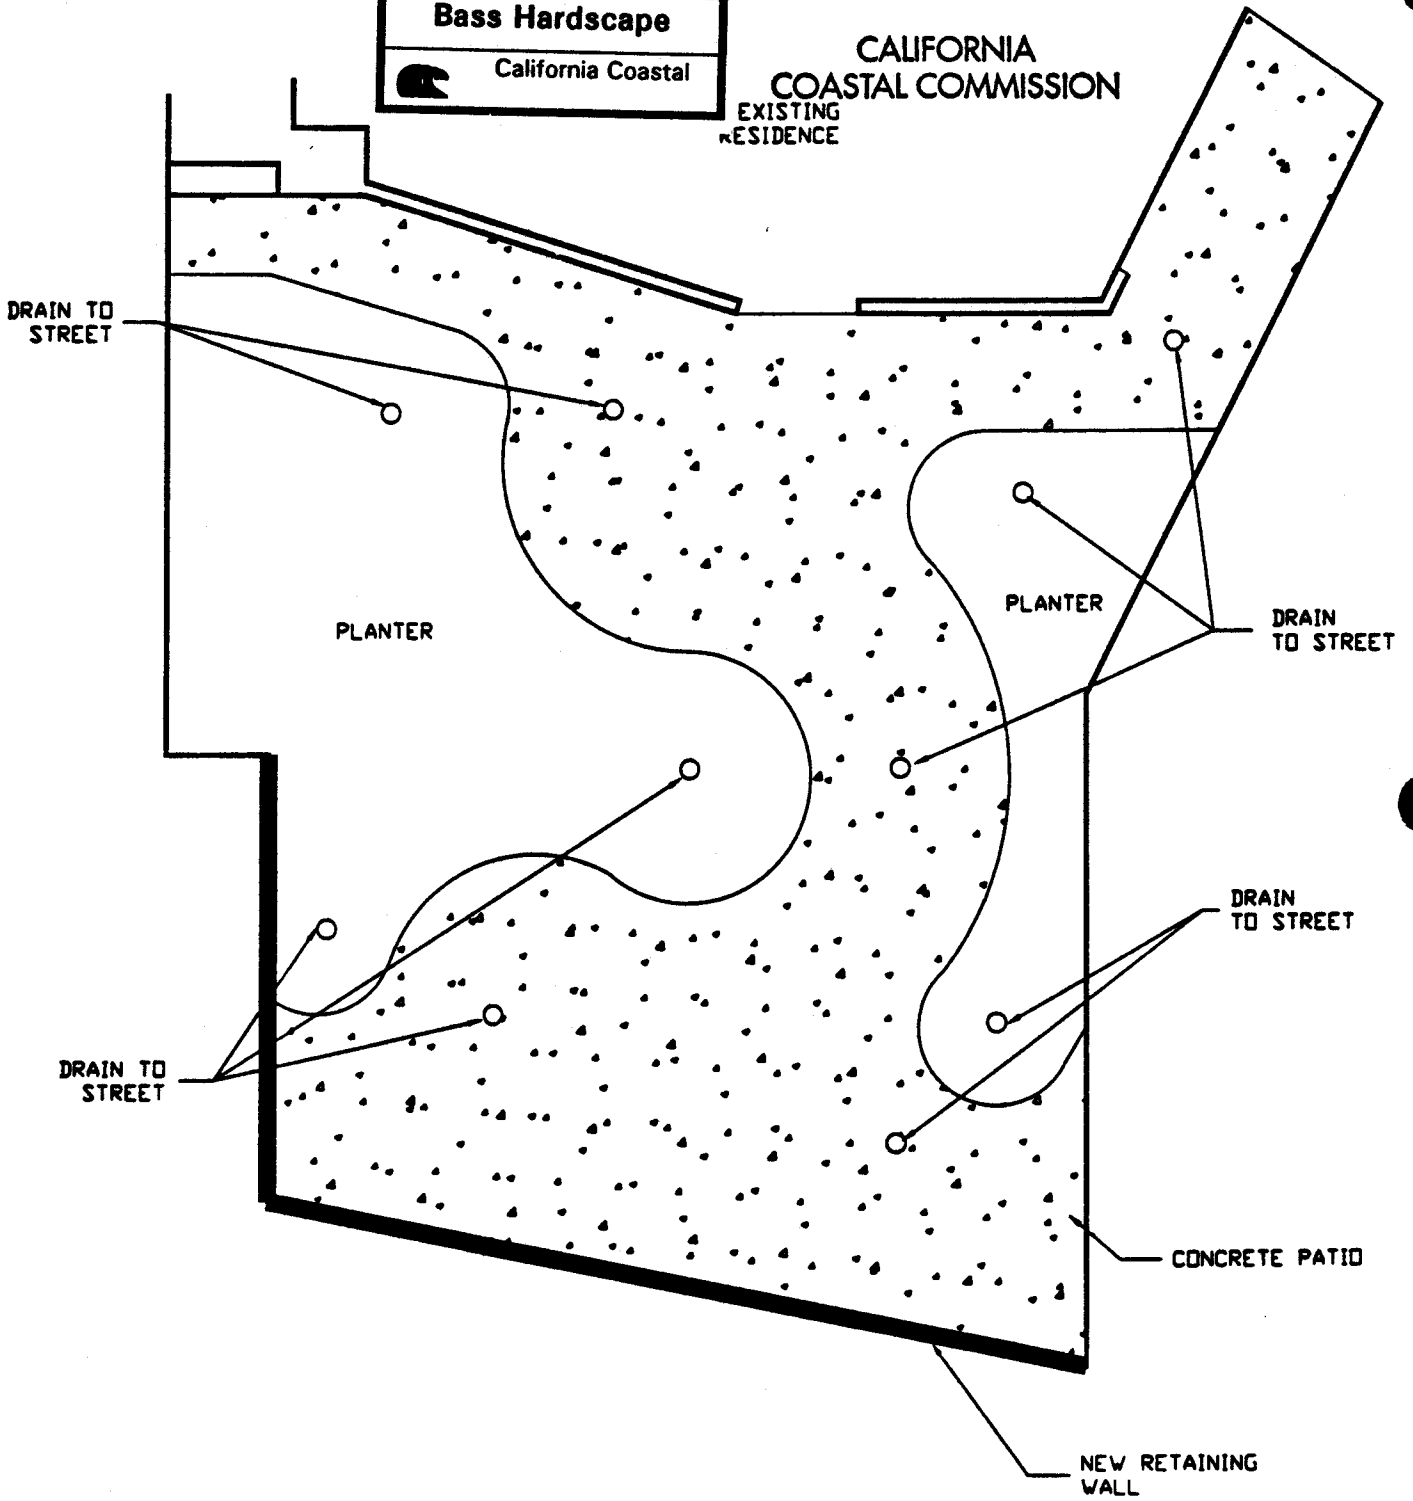 Bass Hardscape
California Coastal
CALIFORNIA
COASTAL COMMISSION
EXISTING
RESIDENCE
DRAIN TO
STREET
PLANTER
PLANTER
DRAIN
TO STREET
DRAIN
TO STREET
DRAIN TO
STREET
CONCRETE PATIO
NEW RETAINING
WALL